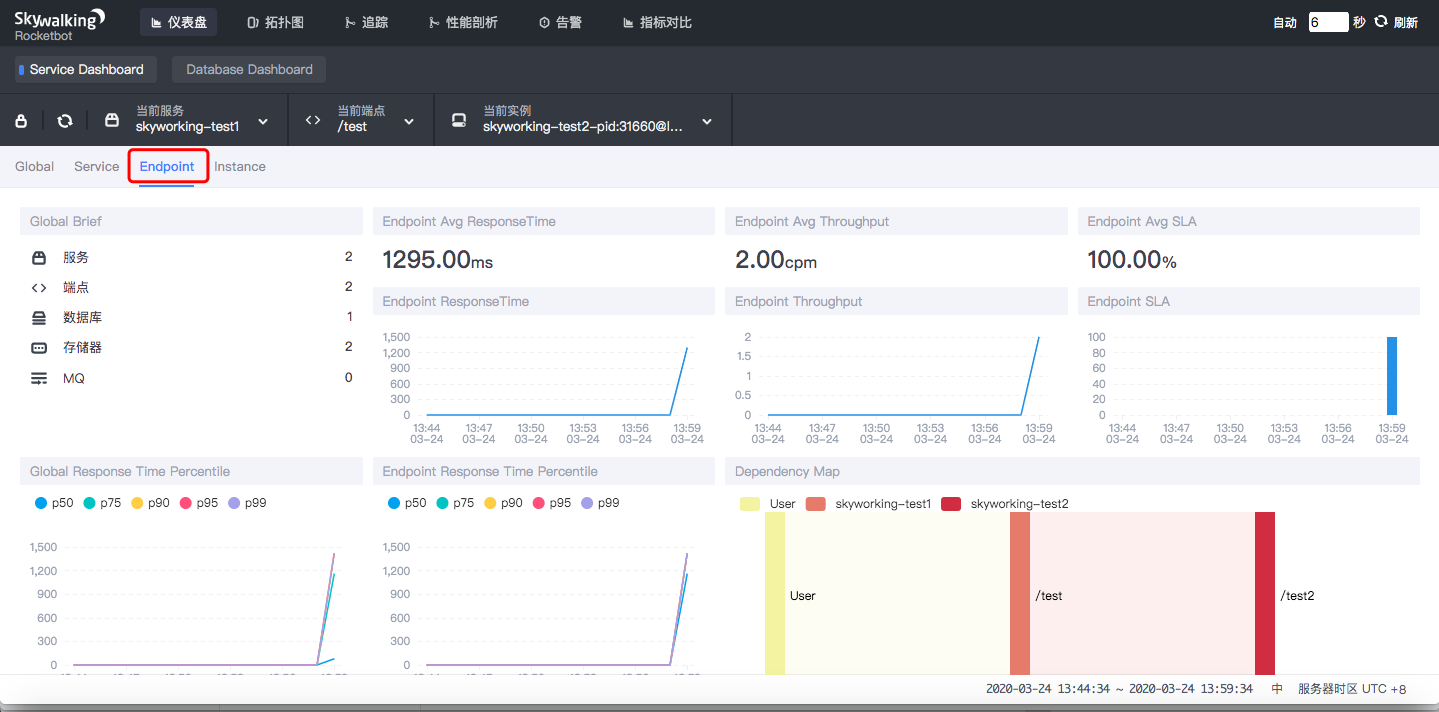 Skywalking
Rocketbot
仪表盘
拓扑图
追踪
性能剖析
告警
指标对比
自动 6 秒 刷新
Service Dashboard
Database Dashboard
当前服务
skyworking-test1
当前端点
/test
当前实例
skyworking-test2-pid:31660@l...
Global
Service
Endpoint
Instance
Global Brief
服务 2
端点 2
数据库 1
存储器 2
MQ 0
Endpoint Avg ResponseTime
1295.00ms
Endpoint Avg Throughput
2.00cpm
Endpoint Avg SLA
100.00%
Endpoint ResponseTime
1,500
1,200
900
600
300
0
13:44 13:47 13:50 13:53 13:56 13:59
03-24 03-24 03-24 03-24 03-24 03-24
Endpoint Throughput
2
1.5
1
0.5
0
13:44 13:47 13:50 13:53 13:56 13:59
03-24 03-24 03-24 03-24 03-24 03-24
Endpoint SLA
100
80
60
40
20
0
13:44 13:47 13:50 13:53 13:56 13:59
03-24 03-24 03-24 03-24 03-24 03-24
Global Response Time Percentile
p50 p75 p90 p95 p99
1,500
1,200
900
600
300
0
Endpoint Response Time Percentile
p50 p75 p90 p95 p99
1,500
1,200
900
600
300
0
Dependency Map
User skyworking-test1 skyworking-test2
User
/test
/test2
2020-03-24 13:44:34 ~ 2020-03-24 13:59:34 中 服务器时区 UTC +8